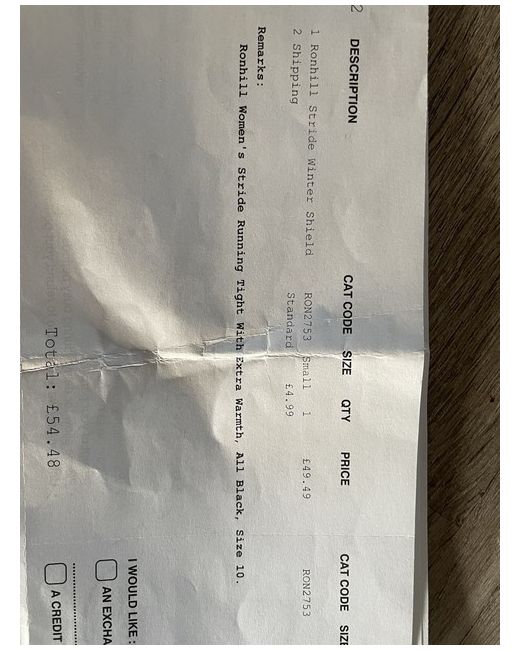 2
DESCRIPTION CAT CODE SIZE QTY PRICE CAT CODE SIZE
1 Ronhill Stride Winter Shield RON2753 Small 1 £49.49 RON2753
2 Shipping Standard £4.99
Remarks:
Ronhill Women's Stride Running Tight With Extra Warmth, All Black, Size 10.
I WOULD LIKE :
AN EXCHA
A CREDIT
Total: £54.48